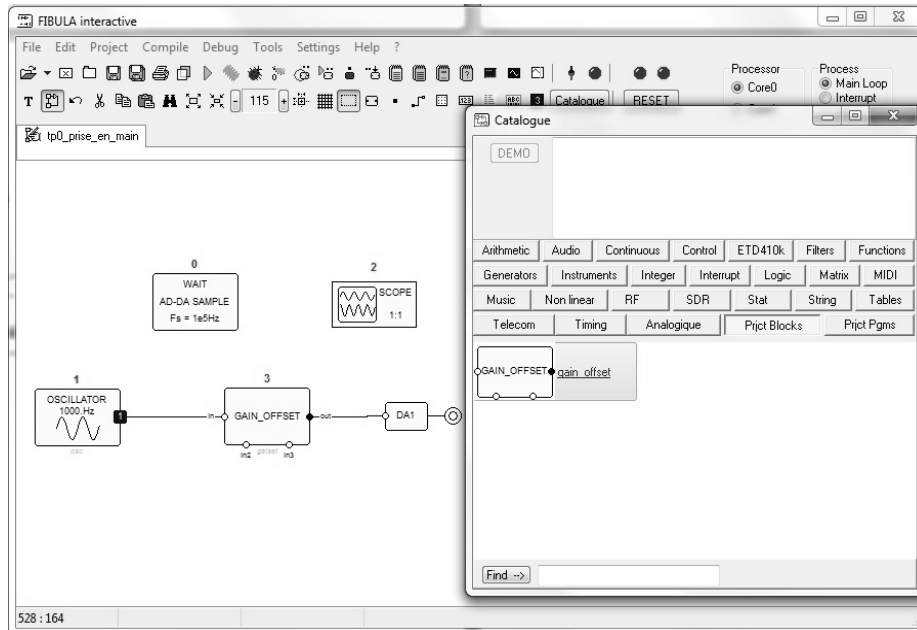 FIBULA interactive
File Edit Project Compile Debug Tools Settings Help ?
Processor Process
Core0 Main Loop
Interrupt
T 115 ABC 3 Catalogue RESET
tp0_prise_en_main
Catalogue
DEMO
Arithmetic Audio Continuous Control ETD410k Filters Functions
Generators Instruments Integer Interrupt Logic Matrix MIDI
Music Non linear RF SDR Stat String Tables
Telecom Timing Analogique Prjct Blocks Prjct Pgms
GAIN_OFFSET gain_offset
Find -->
0
WAIT
AD-DA SAMPLE
Fs = 1e5Hz
2
SCOPE
1:1
1
OSCILLATOR
1000.Hz
1
osc
3
in GAIN_OFFSET out
in2 gaiset in3
DA1
528 : 164